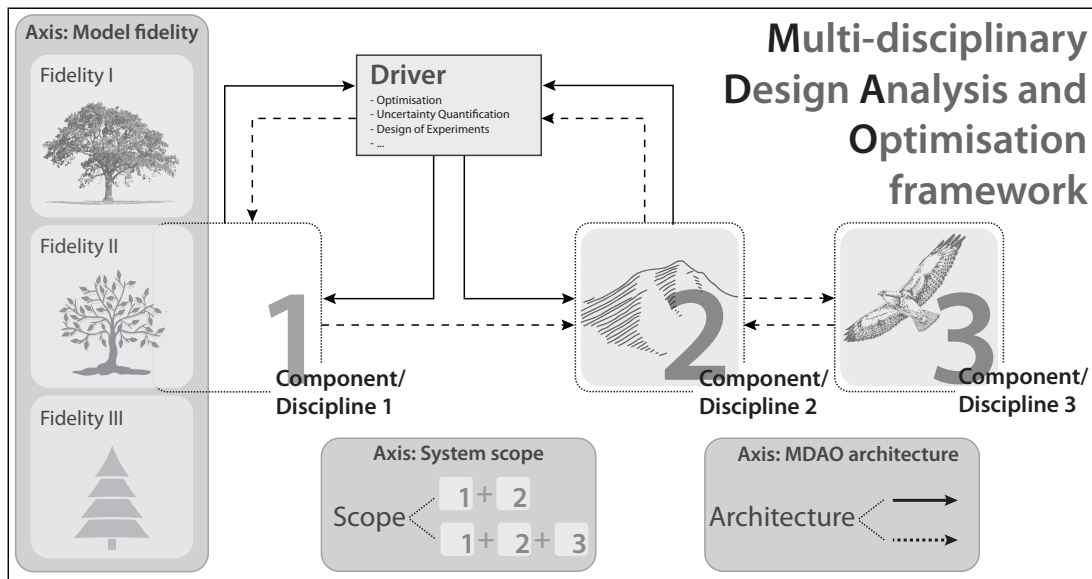 Axis: Model fidelity
Fidelity I
Fidelity II
Fidelity III
Driver
- Optimisation
- Uncertainty Quantification
- Design of Experiments
- ...
Multi-disciplinary
Design Analysis and
Optimisation
framework
1
Component/
Discipline 1
2
Component/
Discipline 2
3
Component/
Discipline 3
Axis: System scope
Scope
1 + 2
1 + 2 + 3
Axis: MDAO architecture
Architecture